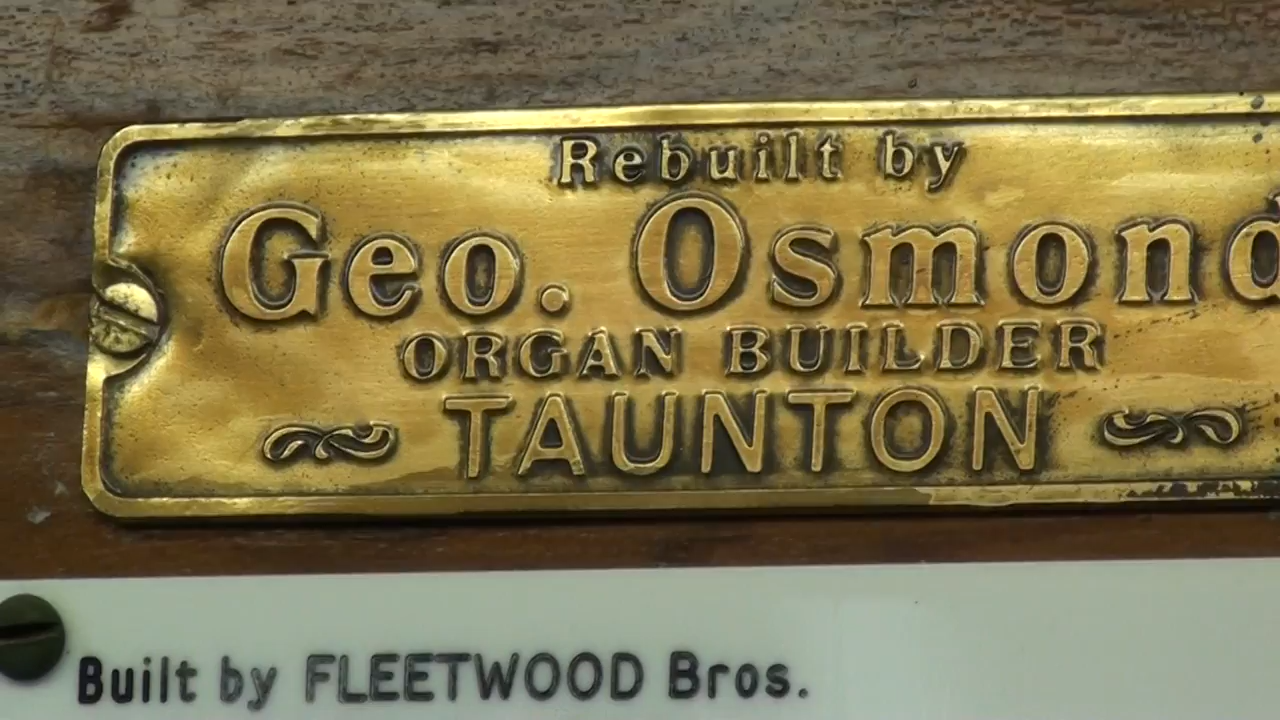 Rebuilt by
Geo. Osmond
ORGAN BUILDER
TAUNTON
Built by FLEETWOOD Bros.